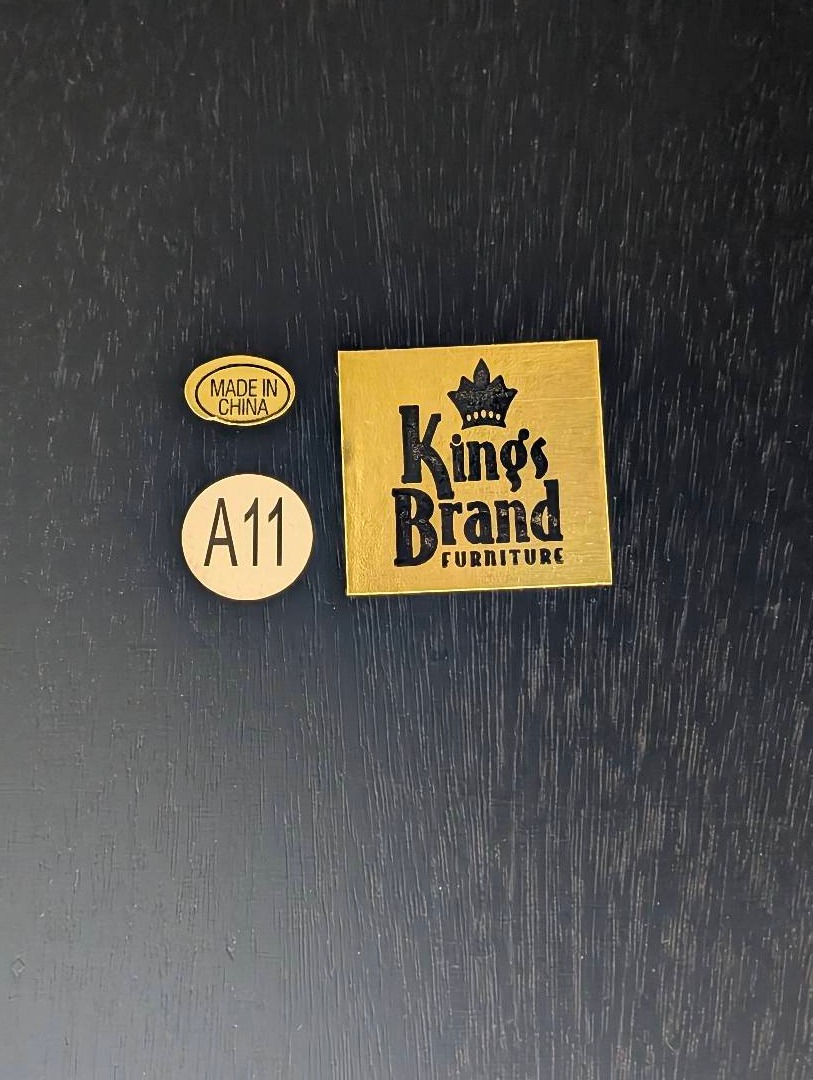 MADE IN
CHINA
A11
Kings
Brand
FURNITURE